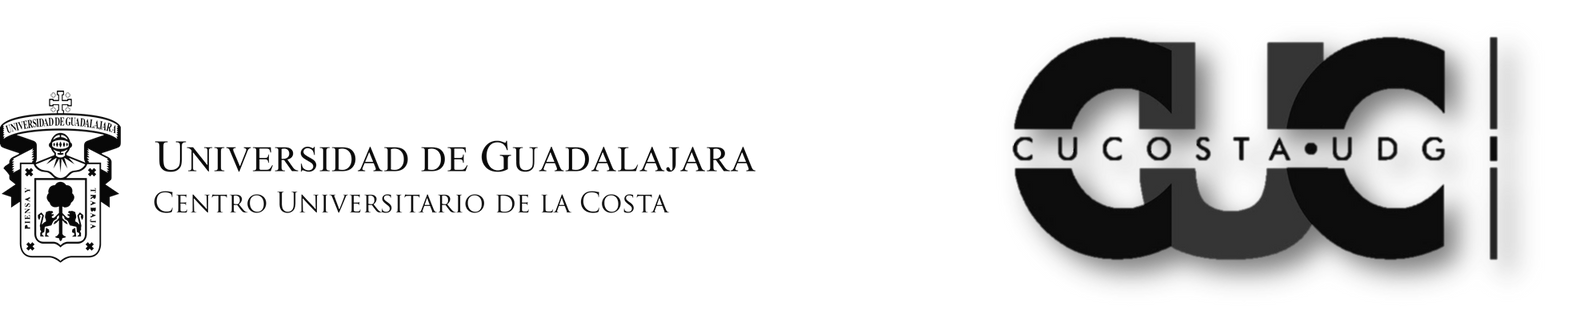 UNIVERSIDAD DE GUADALAJARA
PIENSA Y
TRABAJA
UNIVERSIDAD DE GUADALAJARA
CENTRO UNIVERSITARIO DE LA COSTA
CUC
CUCOSTA•UDG